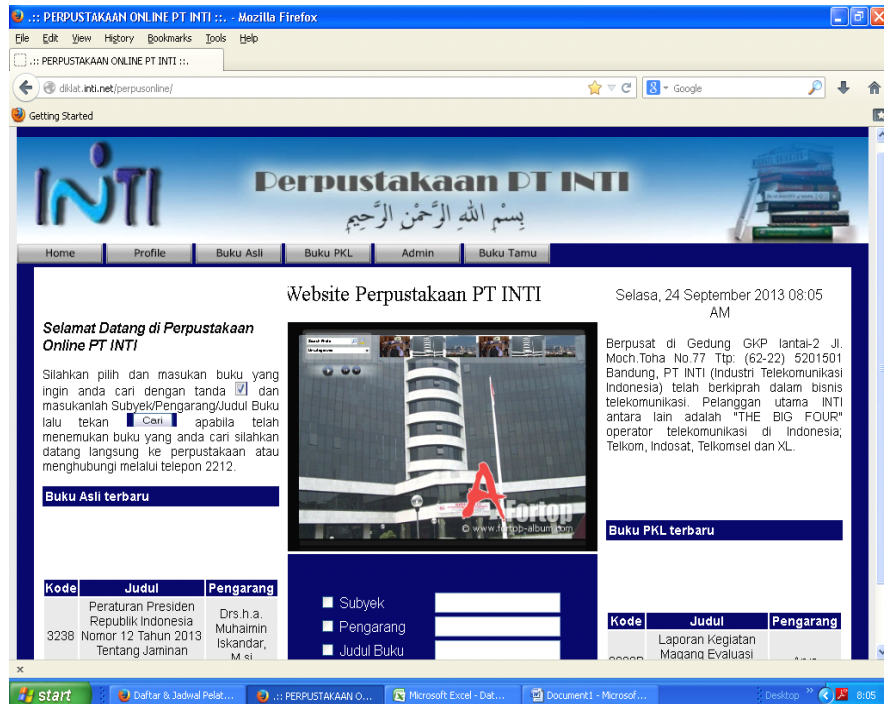 .:: PERPUSTAKAAN ONLINE PT INTI ::. - Mozilla Firefox
File Edit View History Bookmarks Tools Help
.:: PERPUSTAKAAN ONLINE PT INTI ::.
diklat.inti.net/perpusonline/
Google
Getting Started
INTI
Perpustakaan PT INTI
بِسْمِ اللهِ الرَّحْمٰنِ الرَّحِيمِ
Home Profile Buku Asli Buku PKL Admin Buku Tamu
Website Perpustakaan PT INTI
Selasa, 24 September 2013 08:05
AM
Selamat Datang di Perpustakaan
Online PT INTI
Silahkan pilih dan masukan buku yang
ingin anda cari dengan tanda dan
masukanlah Subyek/Pengarang/Judul Buku
lalu tekan Cari apabila telah
menemukan buku yang anda cari silahkan
datang langsung ke perpustakaan atau
menghubungi melalui telepon 2212.
Buku Asli terbaru
Kode Judul Pengarang
3238
Peraturan Presiden
Republik Indonesia
Nomor 12 Tahun 2013
Tentang Jaminan
Drs.h.a.
Muhaimin
Iskandar,
M.si
A
Fortop
© www.fortop-album.com
Subyek
Pengarang
Judul Buku
Berpusat di Gedung GKP lantai-2 Jl.
Moch.Toha No.77 Ttp: (62-22) 5201501
Bandung, PT INTI (Industri Telekomunikasi
Indonesia) telah berkiprah dalam bisnis
telekomunikasi. Pelanggan utama INTI
antara lain adalah "THE BIG FOUR"
operator telekomunikasi di Indonesia;
Telkom, Indosat, Telkomsel dan XL.
Buku PKL terbaru
Kode Judul Pengarang
Laporan Kegiatan
Magang Evaluasi
start
Daftar & Jadwal Pelat...
.:: PERPUSTAKAAN O...
Microsoft Excel - Dat...
Document1 - Microsof...
Desktop
8:05